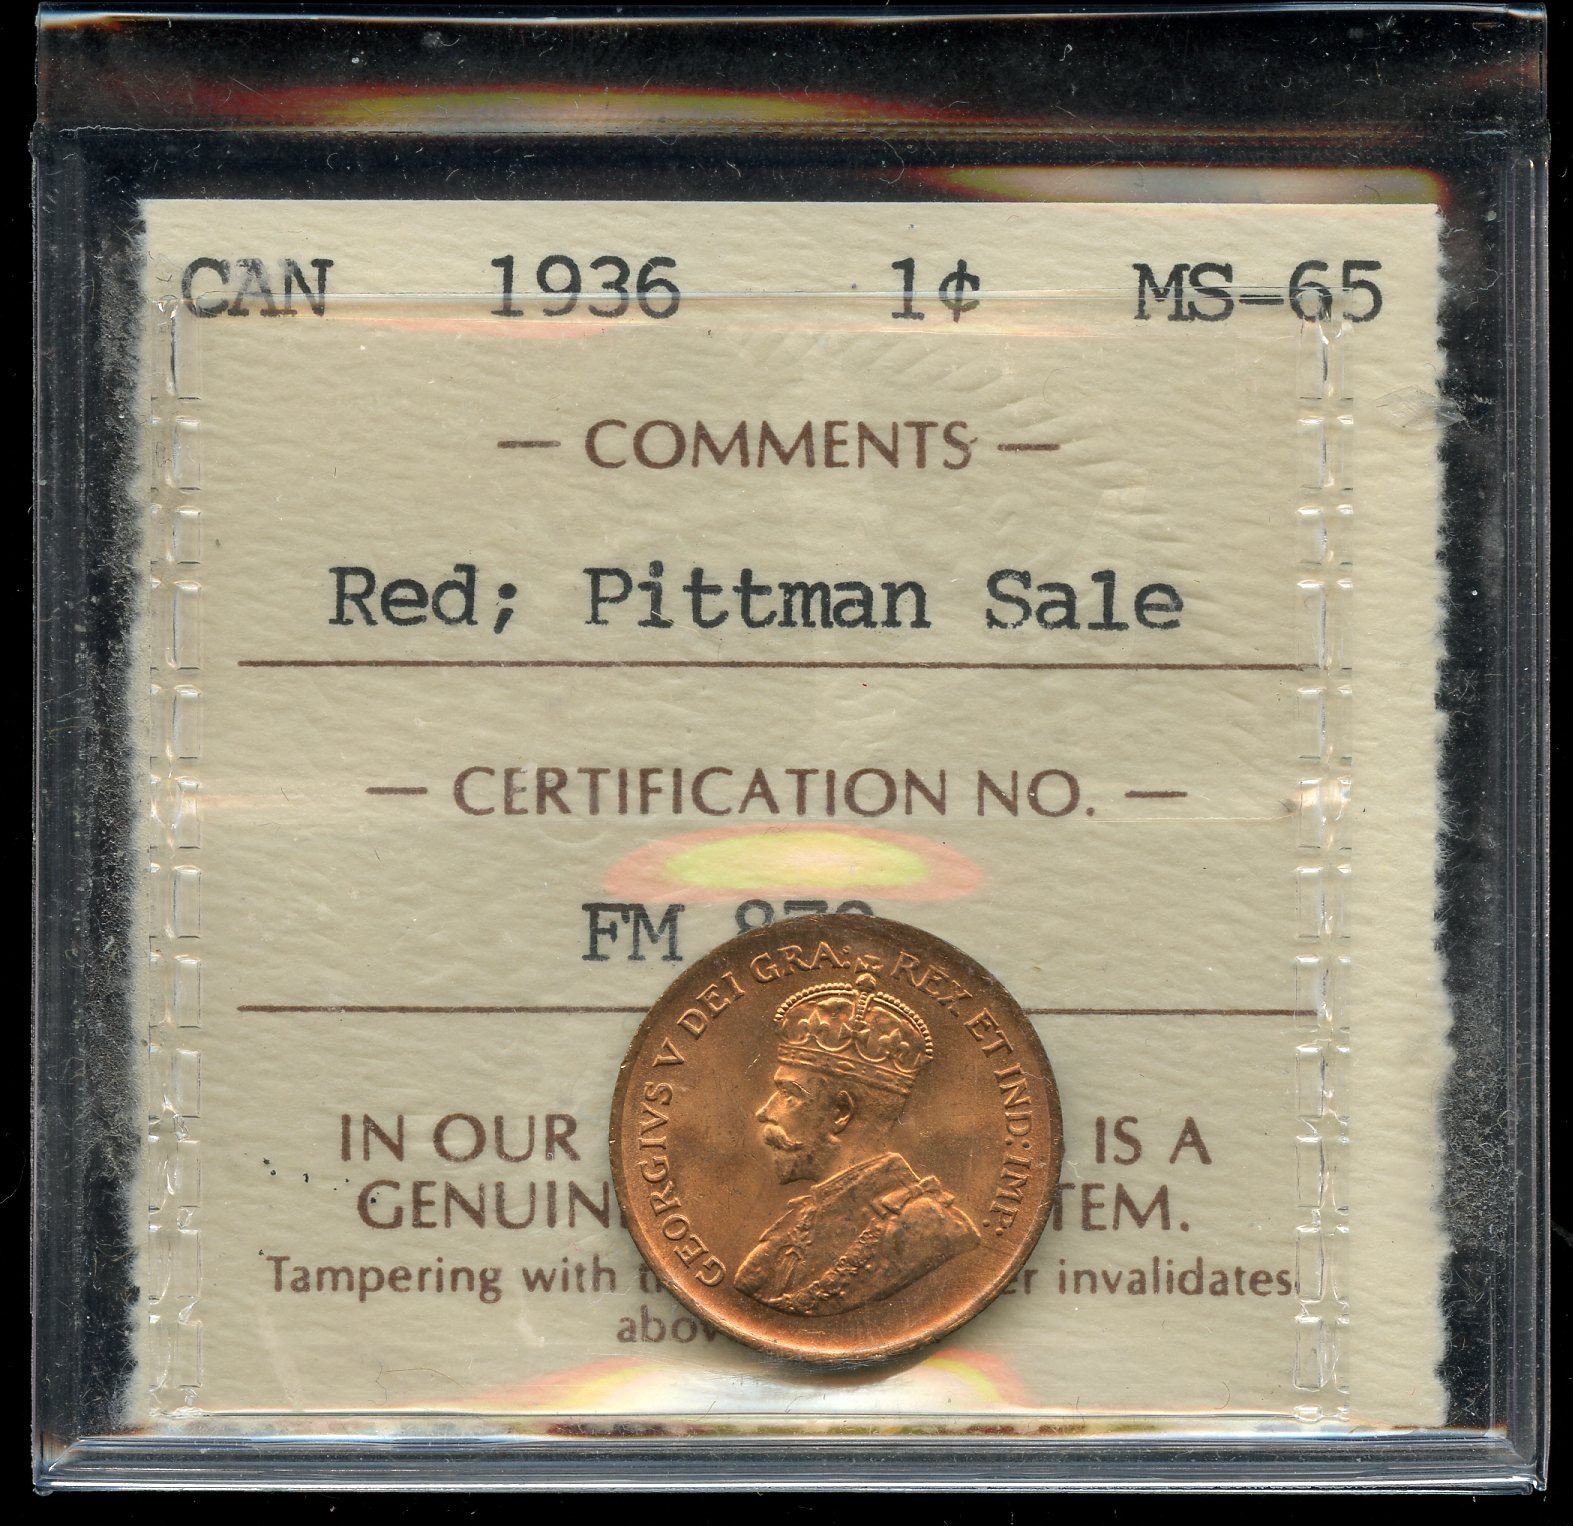 CAN 1936 1¢ MS-65
— COMMENTS —
Red; Pittman Sale
— CERTIFICATION NO. —
FM
GEORGIVS V DEI GRA: REX ET IND: IMP:
IN OUR IS A
GENUIN TEM.
Tampering with er invalidates
abov